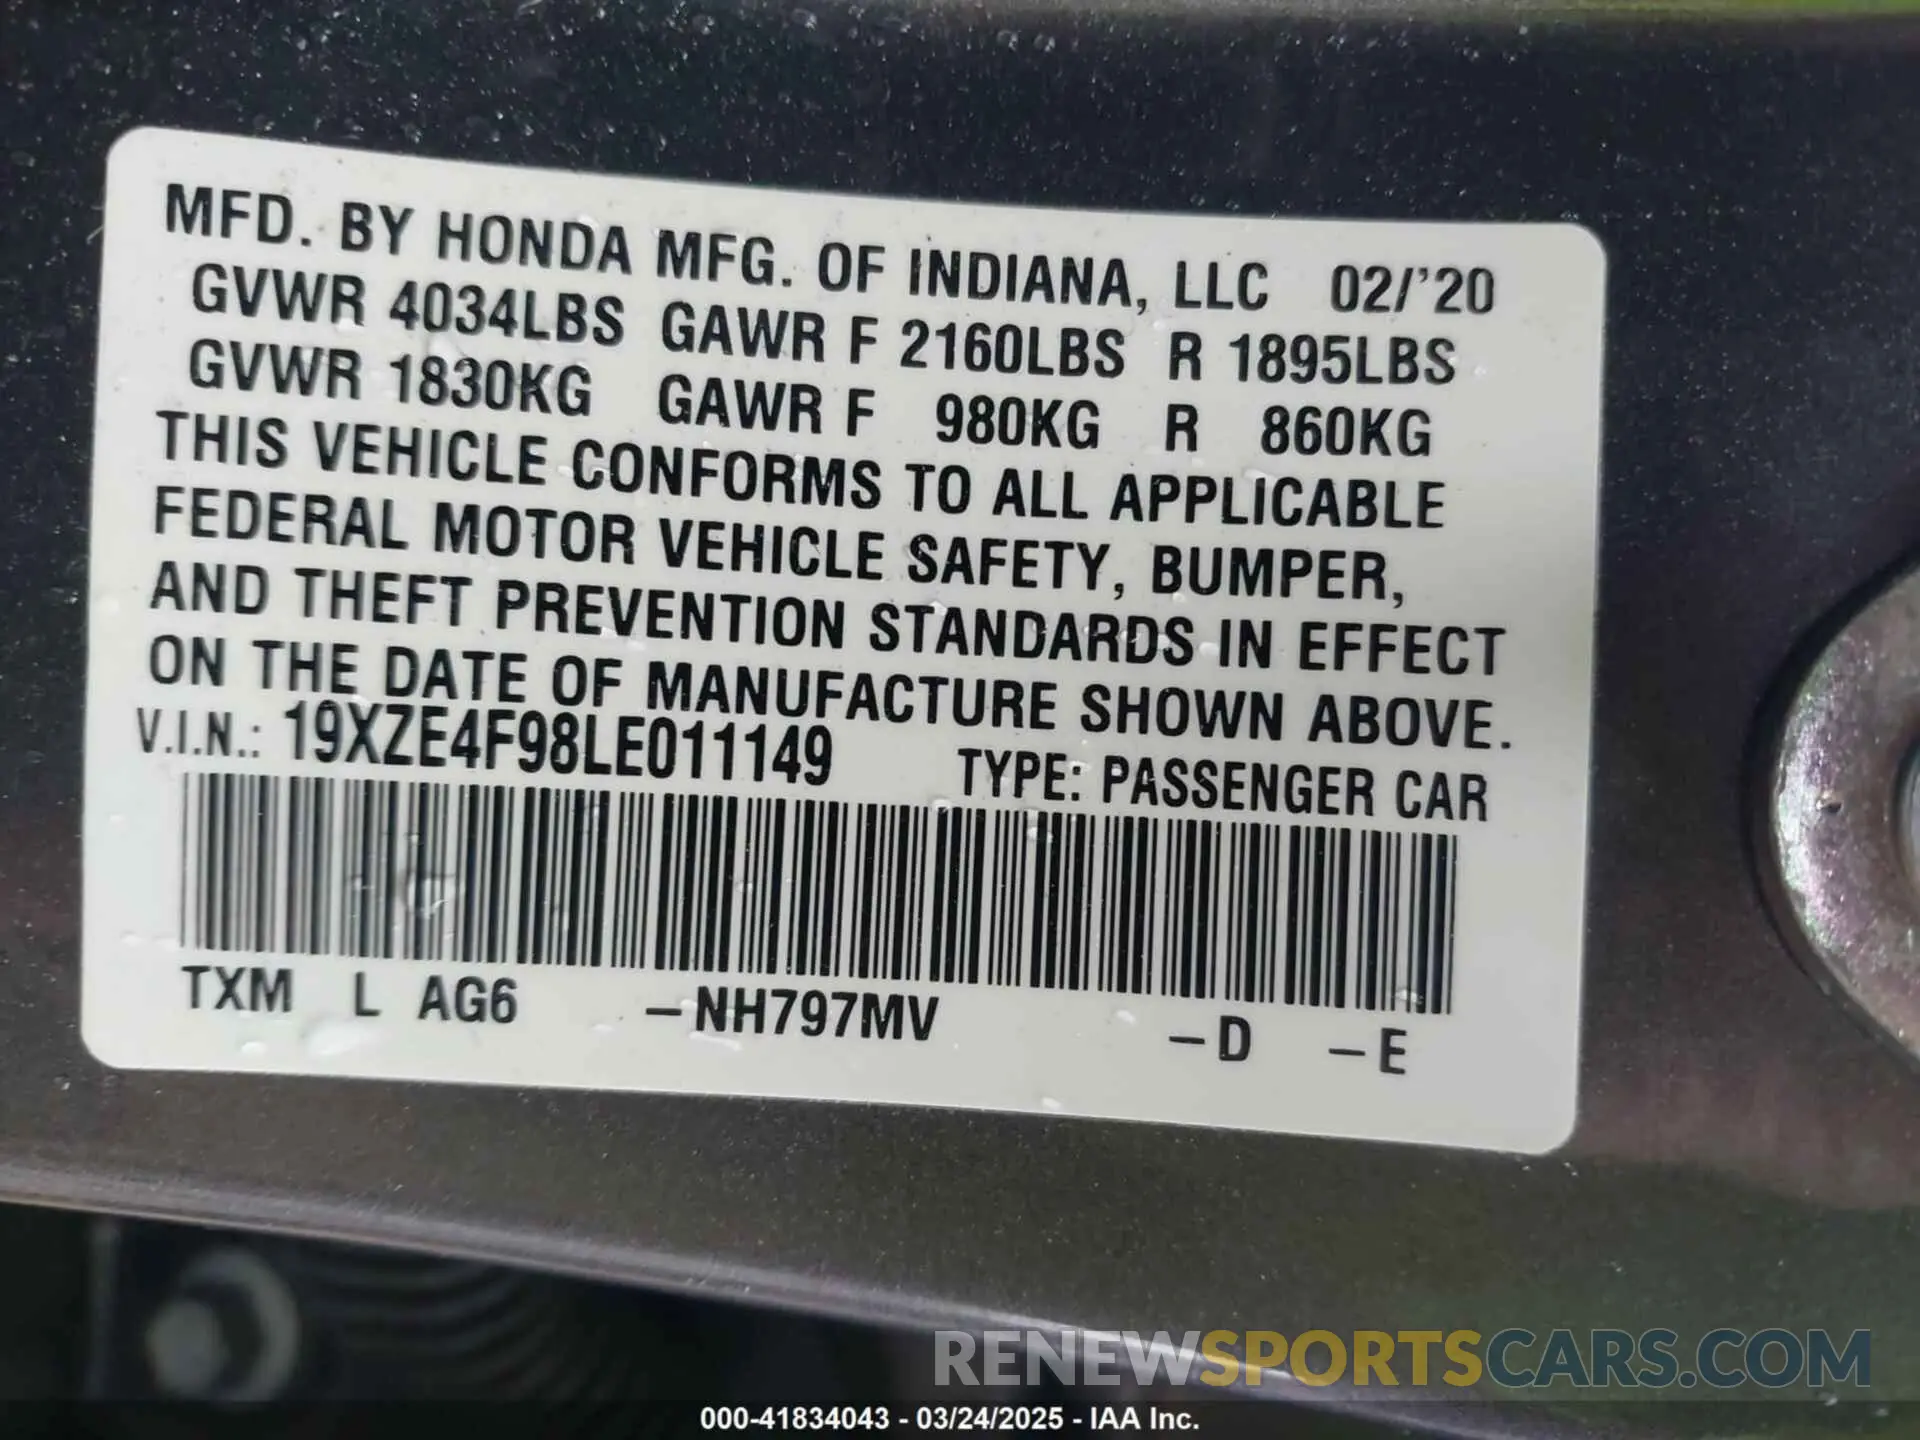 MFD. BY HONDA MFG. OF INDIANA, LLC 02/'20
GVWR 4034LBS GAWR F 2160LBS R 1895LBS
GVWR 1830KG GAWR F 980KG R 860KG
THIS VEHICLE CONFORMS TO ALL APPLICABLE
FEDERAL MOTOR VEHICLE SAFETY, BUMPER,
AND THEFT PREVENTION STANDARDS IN EFFECT
ON THE DATE OF MANUFACTURE SHOWN ABOVE.
V.I.N.: 19XZE4F98LE011149 TYPE: PASSENGER CAR
TXM L AG6 –NH797MV –D –E
RENEWSPORTSCARS.COM
000-41834043 - 03/24/2025 - IAA Inc.